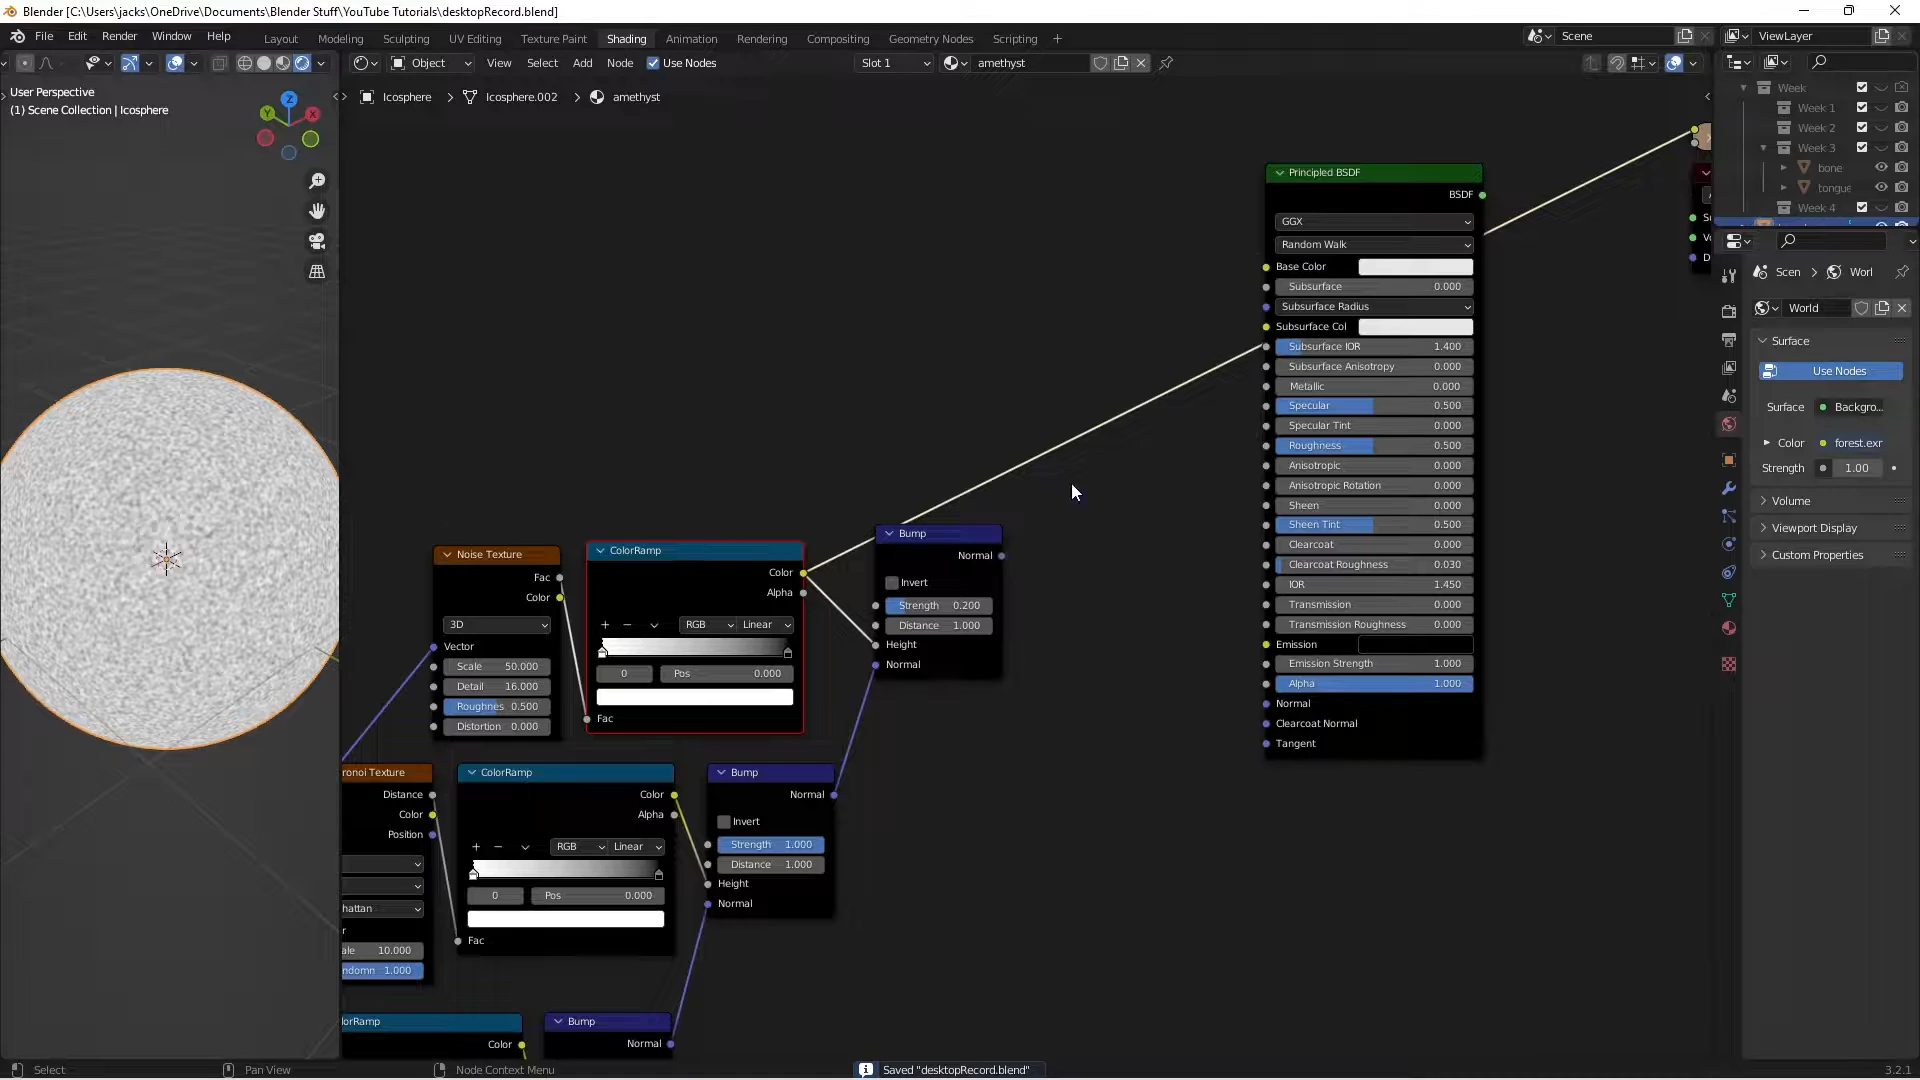 Blender [C:\Users\jacks\OneDrive\Documents\Blender Stuff\YouTube Tutorials\desktopRecord.blend]
File Edit Render Window Help Layout Modeling Sculpting UV Editing Texture Paint Shading Animation Rendering Compositing Geometry Nodes Scripting Scene ViewLayer
Object View Select Add Node Use Nodes Slot 1 amethyst
User Perspective
(1) Scene Collection | Icosphere
Icosphere Icosphere.002 amethyst
Principled BSDF
BSDF
GGX
Random Walk
Base Color
Subsurface 0.000
Subsurface Radius
Subsurface Col
Subsurface IOR 1.400
Subsurface Anisotropy 0.000
Metallic 0.000
Specular 0.500
Specular Tint 0.000
Roughness 0.500
Anisotropic 0.000
Anisotropic Rotation 0.000
Sheen 0.000
Sheen Tint 0.500
Clearcoat 0.000
Clearcoat Roughness 0.030
IOR 1.450
Transmission 0.000
Transmission Roughness 0.000
Emission
Emission Strength 1.000
Alpha 1.000
Normal
Clearcoat Normal
Tangent
Noise Texture
Fac
Color
3D
Vector
Scale 50.000
Detail 16.000
Roughnes 0.500
Distortion 0.000
ColorRamp
Color
Alpha
RGB Linear
0 Pos 0.000
Fac
Bump
Normal
Invert
Strength 0.200
Distance 1.000
Height
Normal
ronoi Texture
Distance
Color
Position
hattan
r
ale 10.000
ndomn 1.000
ColorRamp
Color
Alpha
RGB Linear
0 Pos 0.000
Fac
Bump
Normal
Invert
Strength 1.000
Distance 1.000
Height
Normal
lorRamp
Color
Bump
Normal
Week
Week 1
Week 2
Week 3
bone
tongue
Week 4
Scen Worl
World
Surface
Use Nodes
Surface Backgro...
Color forest.exr
Strength 1.00
Volume
Viewport Display
Custom Properties
Select Pan View Node Context Menu Saved "desktopRecord.blend" 3.2.1